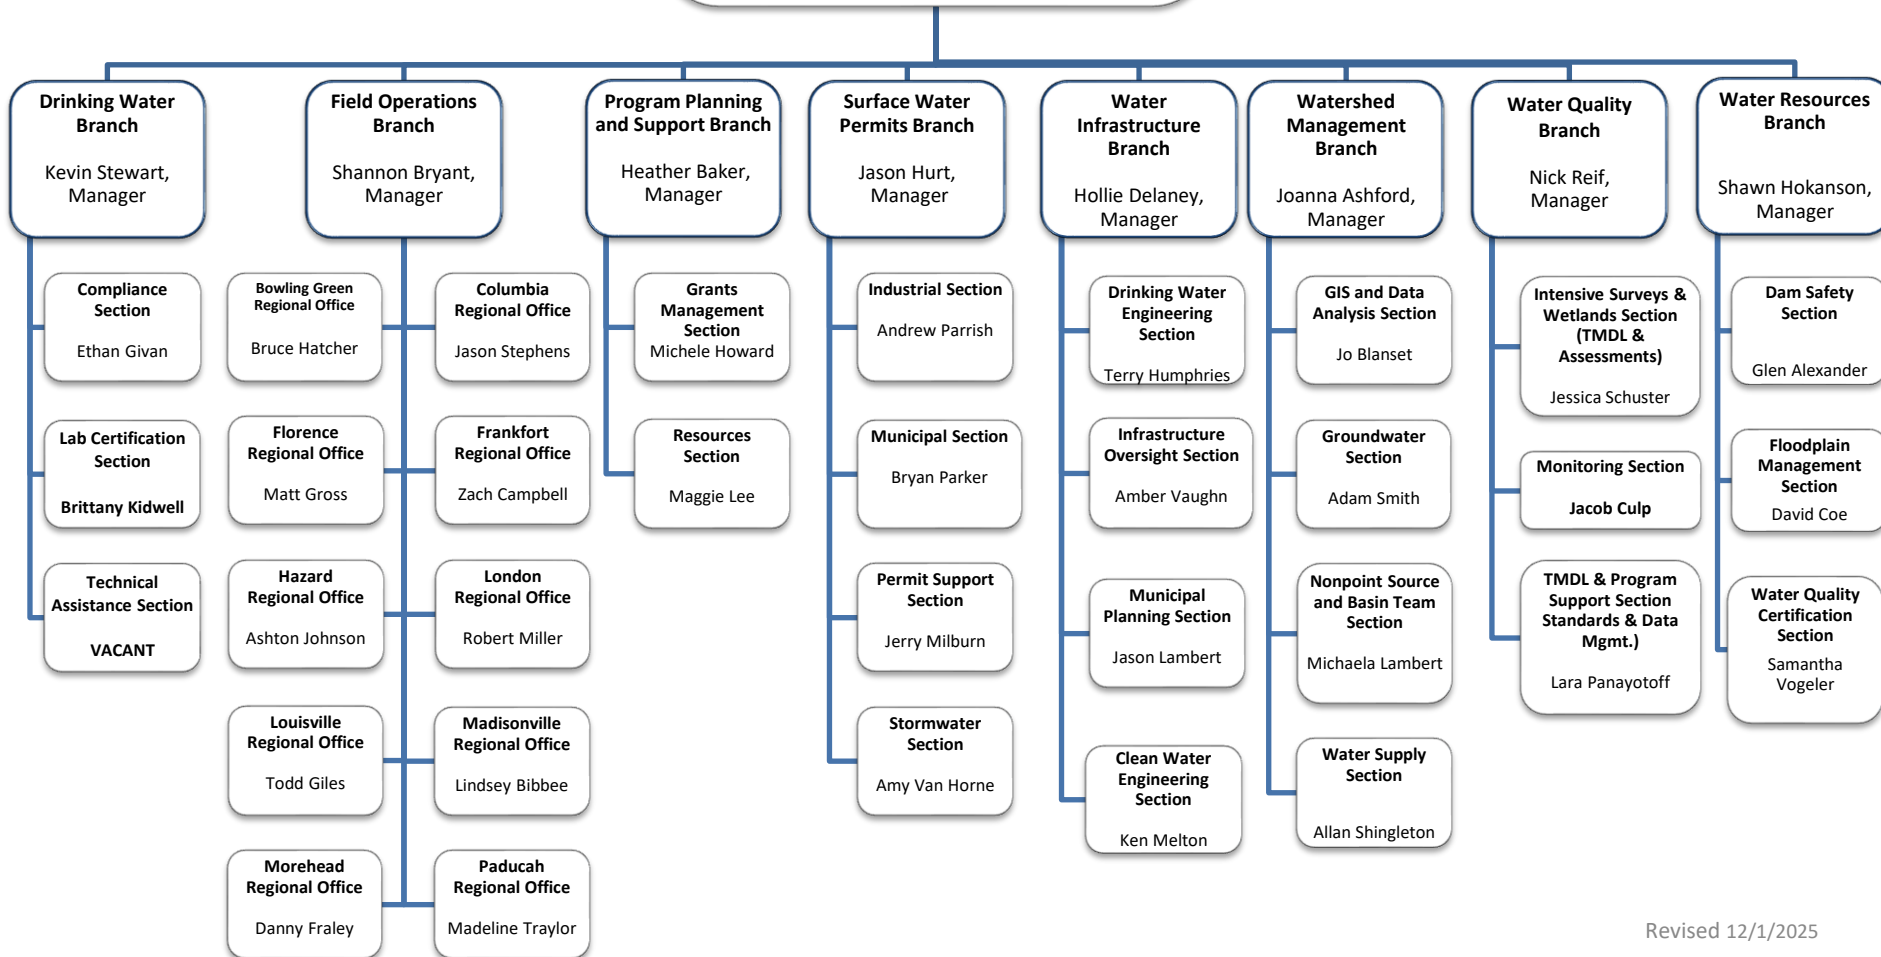 Drinking Water
Branch
Kevin Stewart,
Manager
Field Operations
Branch
Shannon Bryant,
Manager
Program Planning
and Support Branch
Heather Baker,
Manager
Surface Water
Permits Branch
Jason Hurt,
Manager
Water
Infrastructure
Branch
Hollie Delaney,
Manager
Watershed
Management
Branch
Joanna Ashford,
Manager
Water Quality
Branch
Nick Reif,
Manager
Water Resources
Branch
Shawn Hokanson,
Manager
Compliance
Section
Ethan Givan
Lab Certification
Section
Brittany Kidwell
Technical
Assistance Section
VACANT
Bowling Green
Regional Office
Bruce Hatcher
Columbia
Regional Office
Jason Stephens
Florence
Regional Office
Matt Gross
Frankfort
Regional Office
Zach Campbell
Hazard
Regional Office
Ashton Johnson
London
Regional Office
Robert Miller
Louisville
Regional Office
Todd Giles
Madisonville
Regional Office
Lindsey Bibbee
Morehead
Regional Office
Danny Fraley
Paducah
Regional Office
Madeline Traylor
Grants
Management
Section
Michele Howard
Resources
Section
Maggie Lee
Industrial Section
Andrew Parrish
Municipal Section
Bryan Parker
Permit Support
Section
Jerry Milburn
Stormwater
Section
Amy Van Horne
Drinking Water
Engineering
Section
Terry Humphries
Infrastructure
Oversight Section
Amber Vaughn
Municipal
Planning Section
Jason Lambert
Clean Water
Engineering
Section
Ken Melton
GIS and Data
Analysis Section
Jo Blanset
Groundwater
Section
Adam Smith
Nonpoint Source
and Basin Team
Section
Michaela Lambert
Water Supply
Section
Allan Shingleton
Intensive Surveys &
Wetlands Section
(TMDL &
Assessments)
Jessica Schuster
Monitoring Section
Jacob Culp
TMDL & Program
Support Section
Standards & Data
Mgmt.)
Lara Panayotoff
Dam Safety
Section
Glen Alexander
Floodplain
Management
Section
David Coe
Water Quality
Certification
Section
Samantha
Vogeler
Revised 12/1/2025